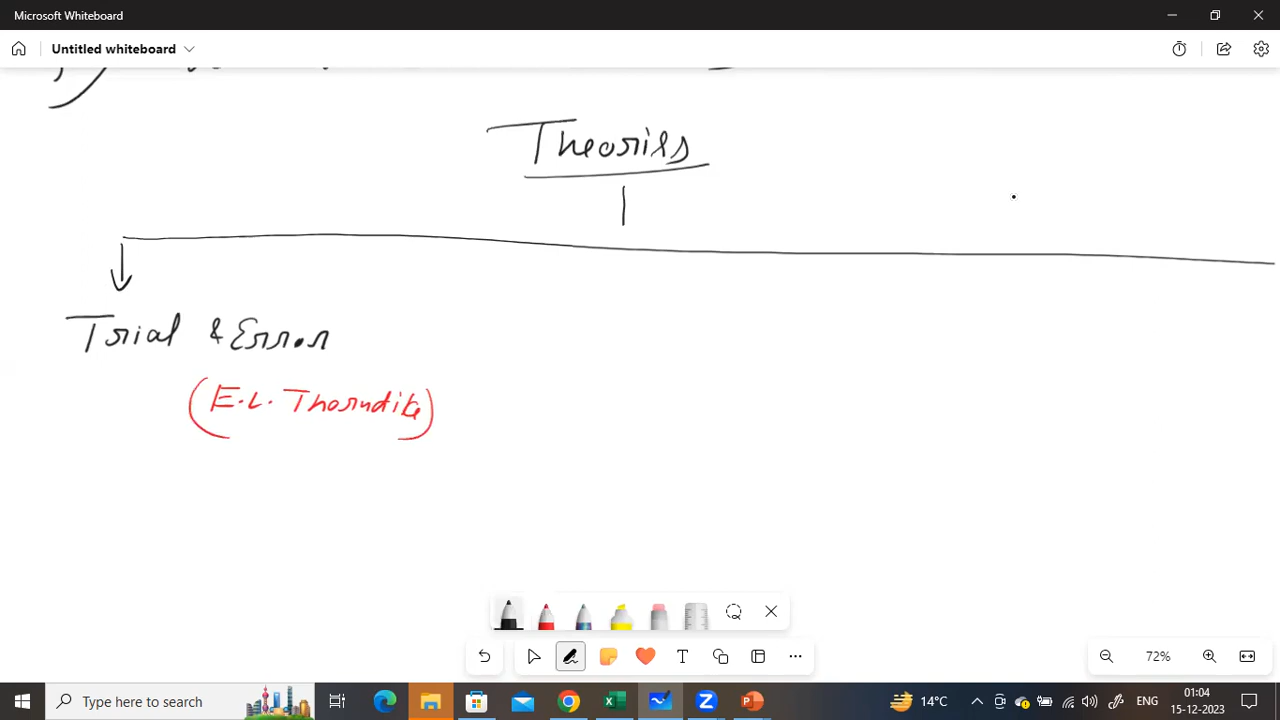 Microsoft Whiteboard
Untitled whiteboard
Theories
Trial & Error
(E.L. Thorndike)
72%
Type here to search
14°C
ENG
01:04
15-12-2023